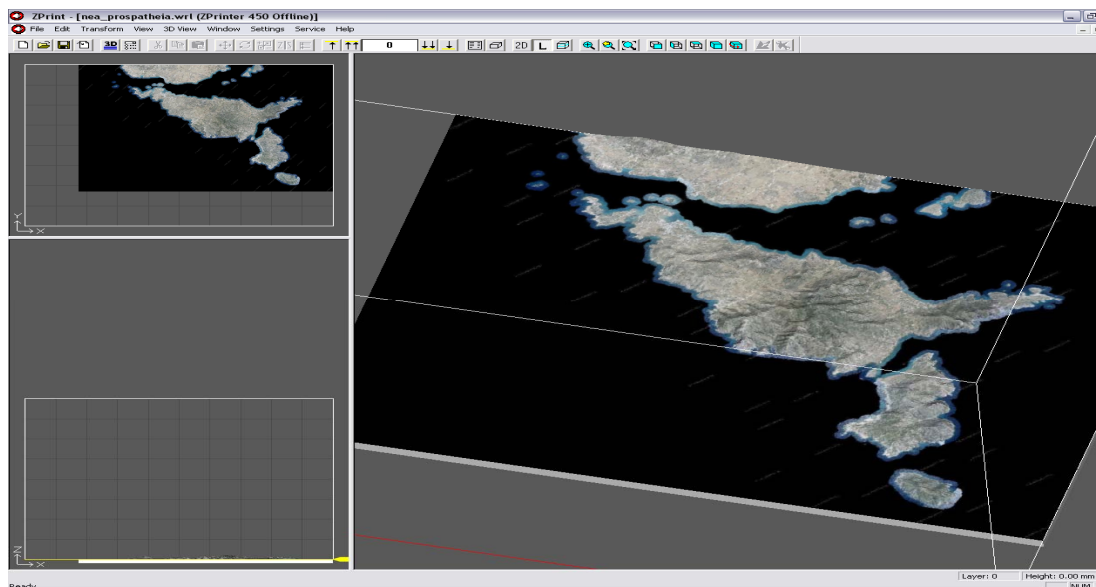 ZPrint - [nea_prospatheia.wrl (ZPrinter 450 Offline)]
File Edit Transform View 3D View Window Settings Service Help
3D
0
2D
L
Y
X
Z
X
Layer: 0 Height: 0.00 mm
Ready
NUM